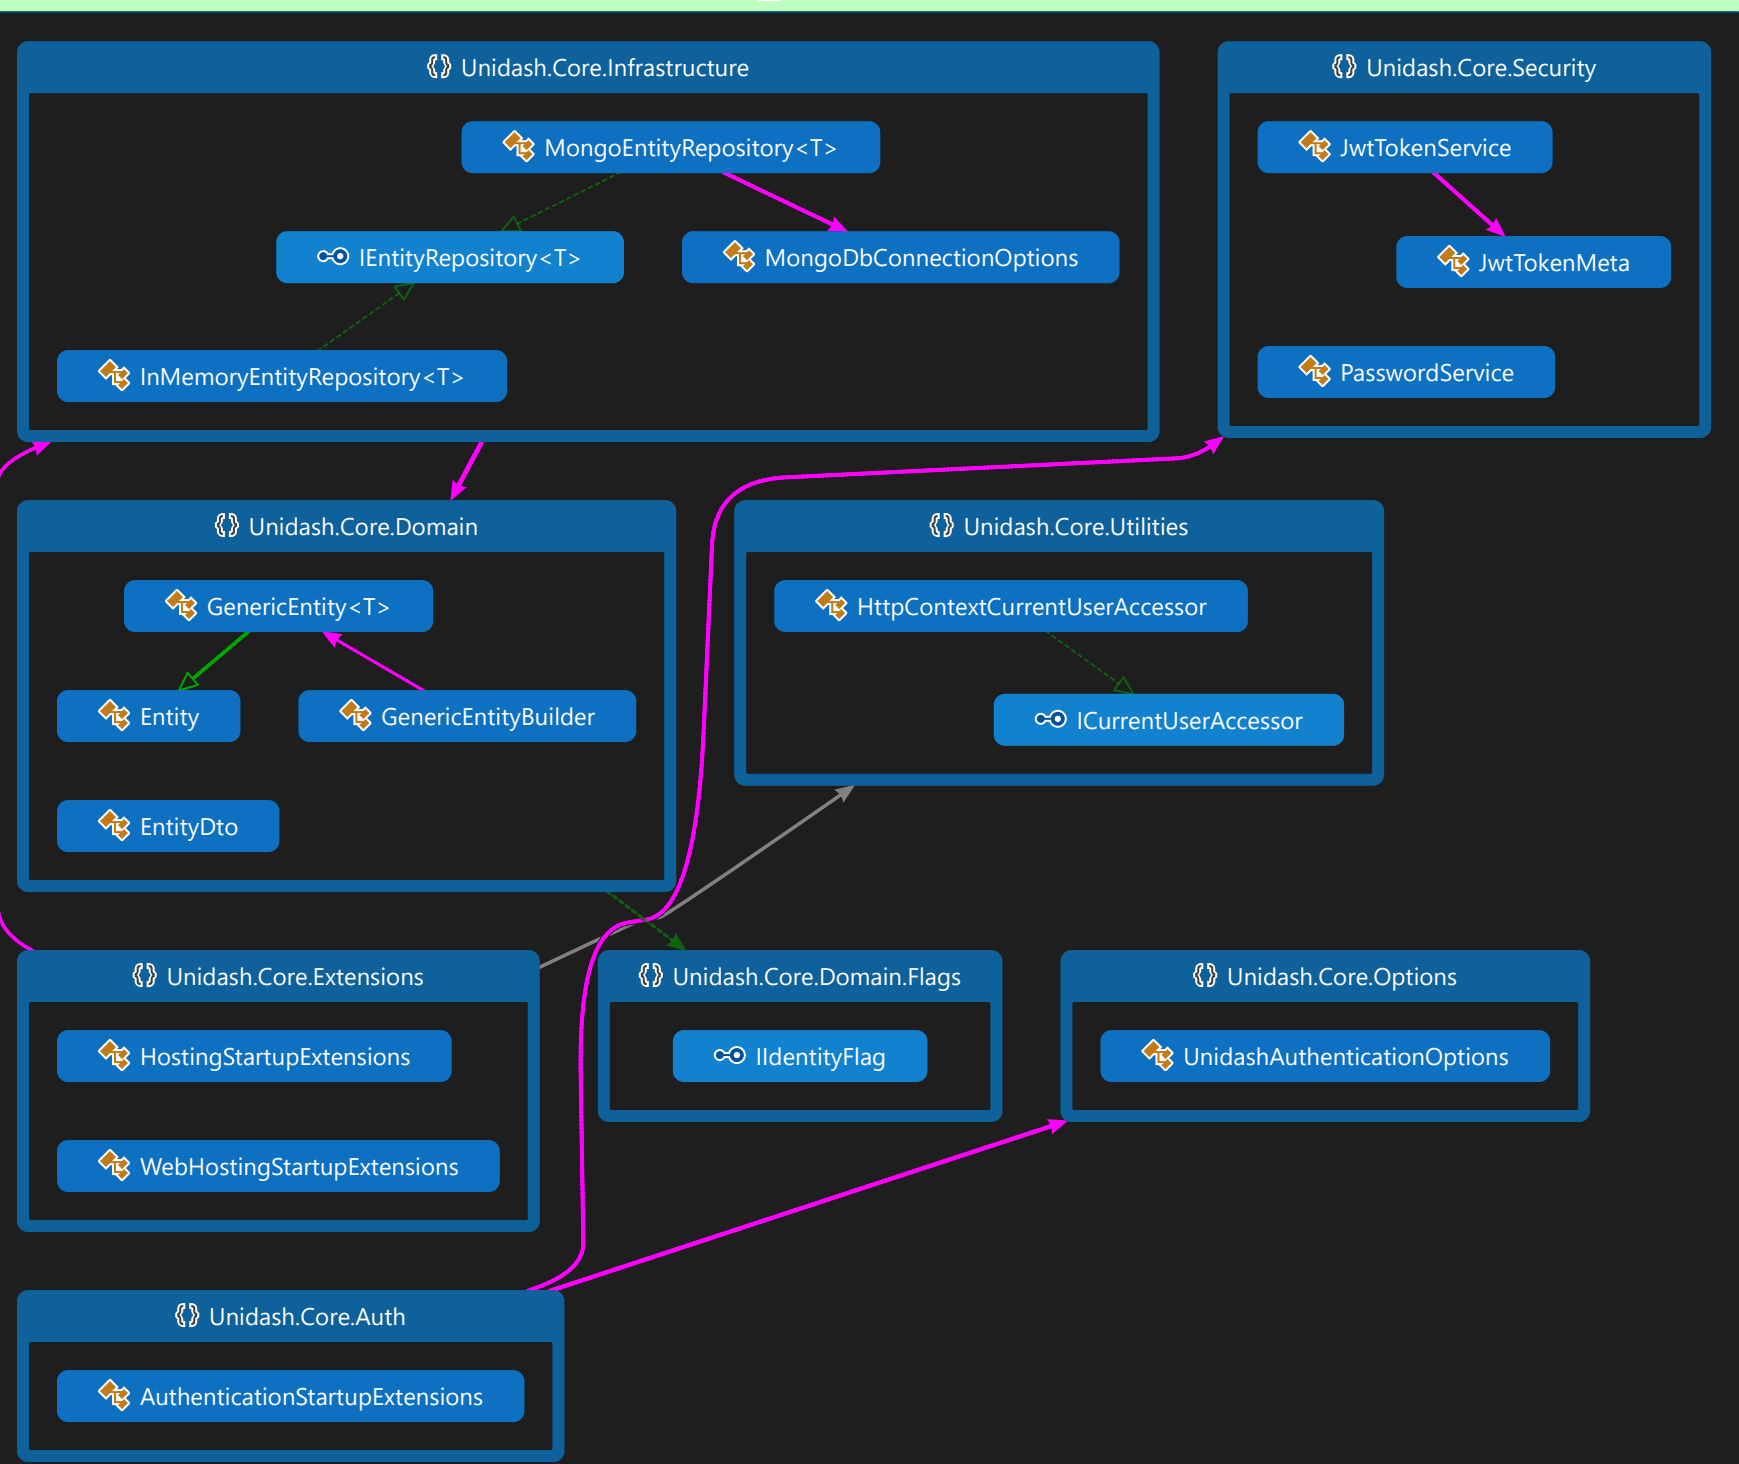 Unidash.Core.Infrastructure
MongoEntityRepository<T>
IEntityRepository<T>
MongoDbConnectionOptions
InMemoryEntityRepository<T>
Unidash.Core.Security
JwtTokenService
JwtTokenMeta
PasswordService
Unidash.Core.Domain
GenericEntity<T>
Entity
GenericEntityBuilder
EntityDto
Unidash.Core.Utilities
HttpContextCurrentUserAccessor
ICurrentUserAccessor
Unidash.Core.Extensions
HostingStartupExtensions
WebHostingStartupExtensions
Unidash.Core.Domain.Flags
IIdentityFlag
Unidash.Core.Options
UnidashAuthenticationOptions
Unidash.Core.Auth
AuthenticationStartupExtensions